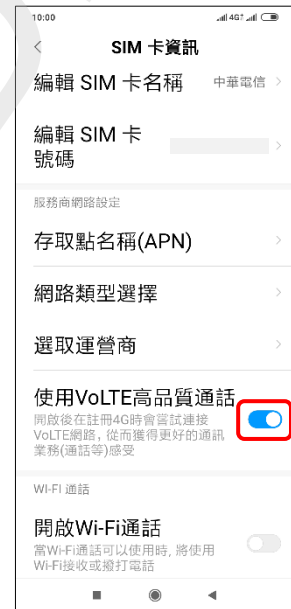 10:00
4G
SIM 卡資訊
編輯 SIM 卡名稱 中華電信
編輯 SIM 卡
號碼
服務商網路設定
存取點名稱(APN)
網路類型選擇
選取運營商
使用VoLTE高品質通話
開啟後在註冊4G時會嘗試連接
VoLTE網路，從而獲得更好的通訊
業務(通話等)感受
WI-FI 通話
開啟Wi-Fi通話
當Wi-Fi通話可以使用時, 將使用
Wi-Fi接收或撥打電話